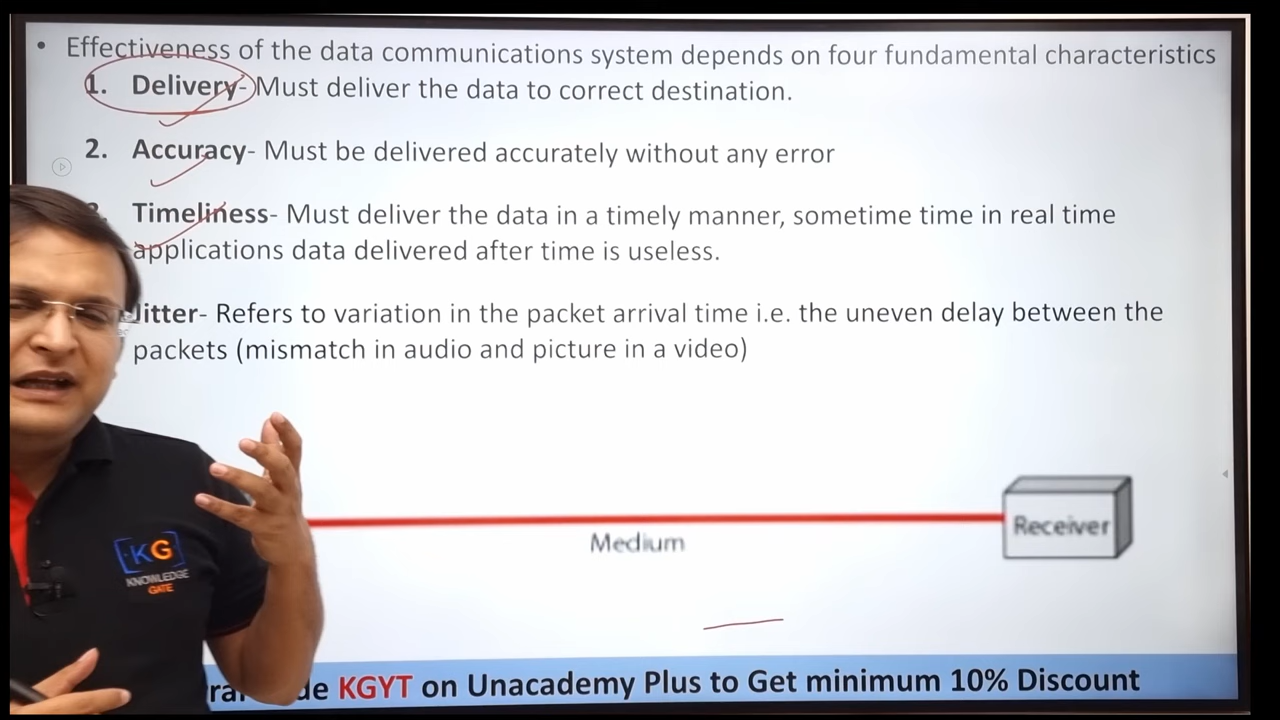 • Effectiveness of the data communications system depends on four fundamental characteristics
1. Delivery- Must deliver the data to correct destination.
2. Accuracy- Must be delivered accurately without any error
Timeliness- Must deliver the data in a timely manner, sometime time in real time
applications data delivered after time is useless.
Jitter- Refers to variation in the packet arrival time i.e. the uneven delay between the
packets (mismatch in audio and picture in a video)
Receiver
Medium
KG
KNOWLEDGE
GATE
KGYT on Unacademy Plus to Get minimum 10% Discount